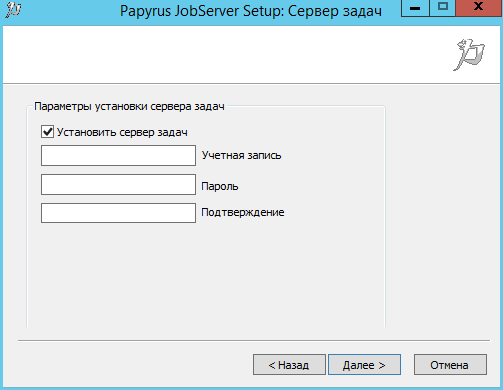 Papyrus JobServer Setup: Сервер задач
Параметры установки сервера задач
Установить сервер задач
Учетная запись
Пароль
Подтверждение
< Назад
Далее >
Отмена